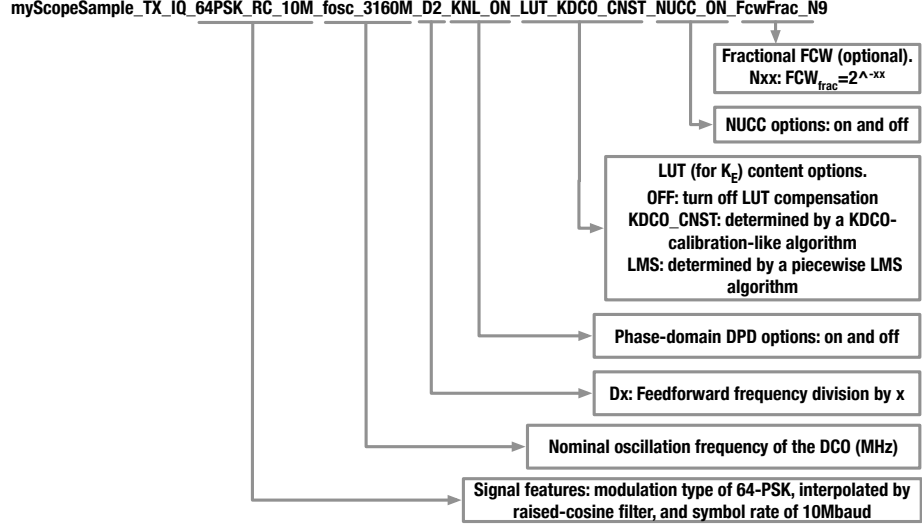 myScopeSample_TX_IQ_64PSK_RC_10M_fosc_3160M_D2_KNL_ON_LUT_KDCO_CNST_NUCC_ON_FcwFrac_N9
Fractional FCW (optional).
Nxx: FCWfrac=2^-xx
NUCC options: on and off
LUT (for KE) content options.
OFF: turn off LUT compensation
KDCO_CNST: determined by a KDCO-
calibration-like algorithm
LMS: determined by a piecewise LMS
algorithm
Phase-domain DPD options: on and off
Dx: Feedforward frequency division by x
Nominal oscillation frequency of the DCO (MHz)
Signal features: modulation type of 64-PSK, interpolated by
raised-cosine filter, and symbol rate of 10Mbaud